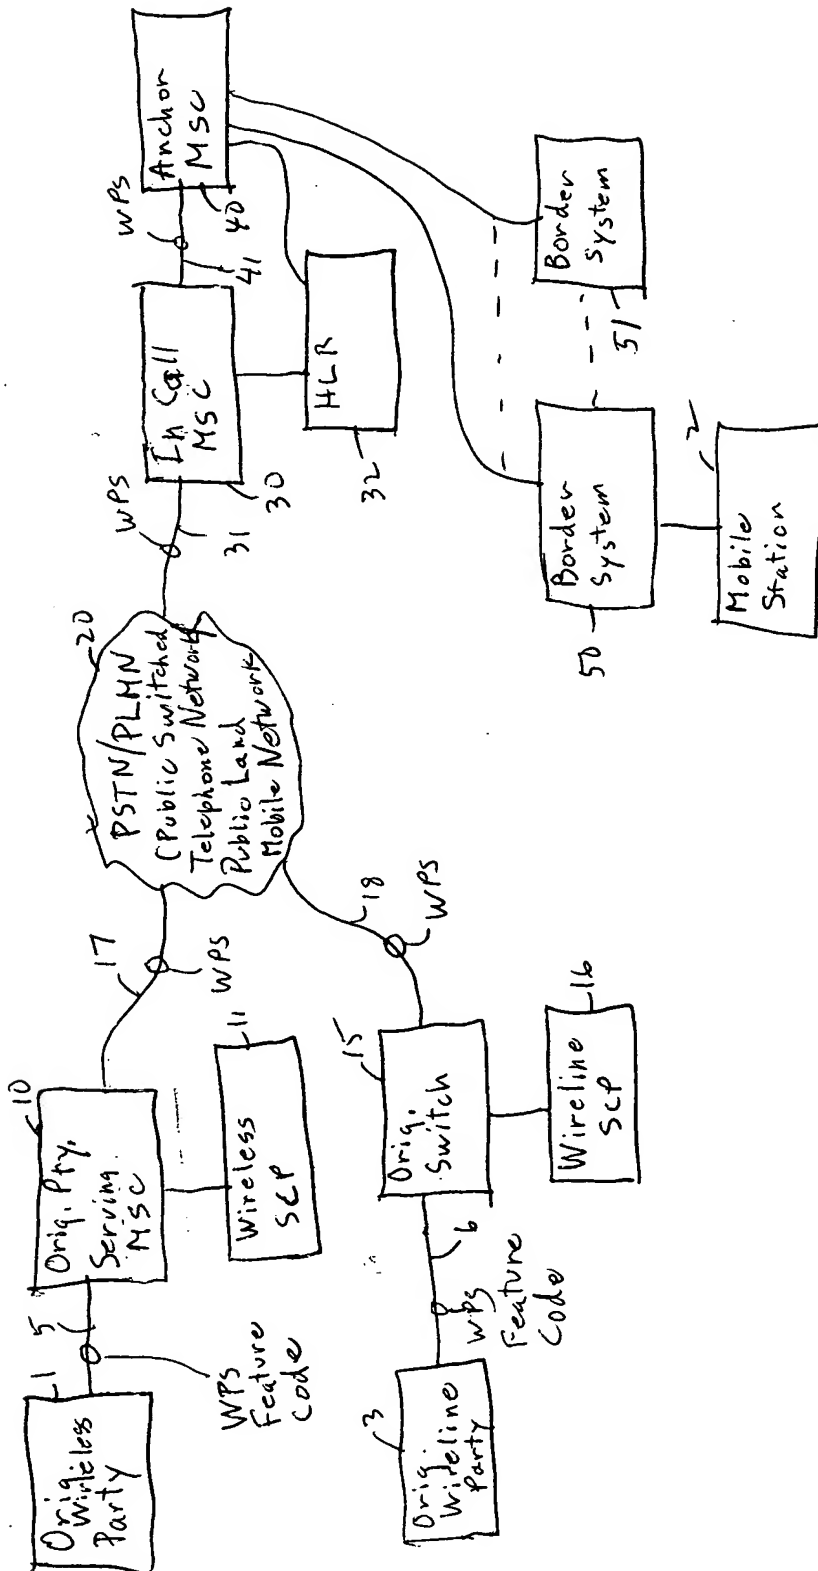 Orig.
Wireless
Party
1
5
WPS
Feature
Code
Orig. Pty.
Serving
MSC
10
Wireless
SCP
11
17
WPS
Orig.
Wireline
Party
3
6
WPS
Feature
Code
Orig.
Switch
15
Wireline
SCP
16
18
WPS
PSTN/PLMN
(Public Switched
Telephone Network
Public Land
Mobile Network
20
WPS
31
In Call
MSC
30
HLR
32
WPS
41
Anchor
MSC
40
Border
System
50
Border
System
51
Mobile
Station
2